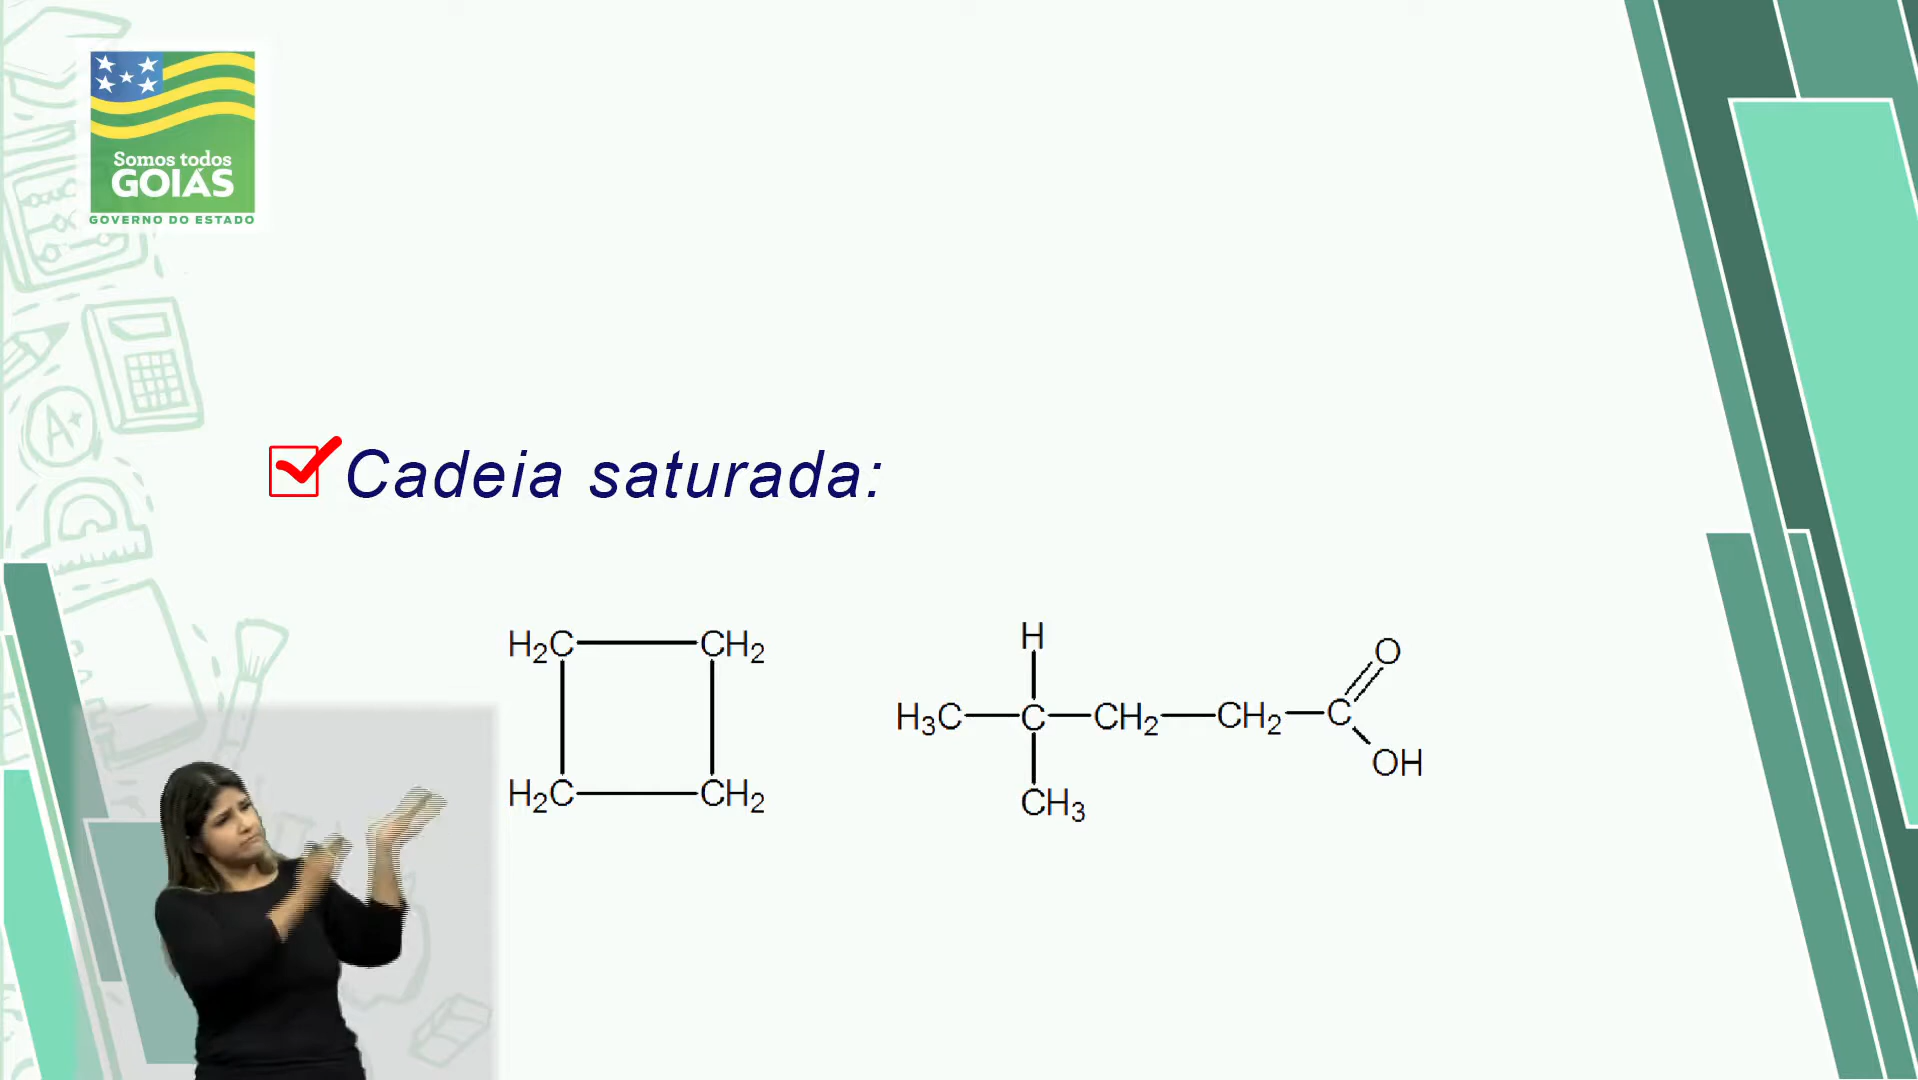 Somos todos
GOIÁS
GOVERNO DO ESTADO
A+
Cadeia saturada:
H₂C CH₂
H₂C CH₂
H
O
H₃C C CH₂ CH₂ C
OH
CH₃